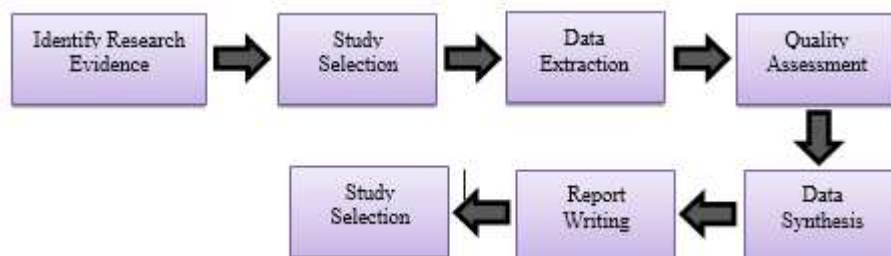 Identify Research
Evidence
Study
Selection
Data
Extraction
Quality
Assessment
Data
Synthesis
Report
Writing
Study
Selection